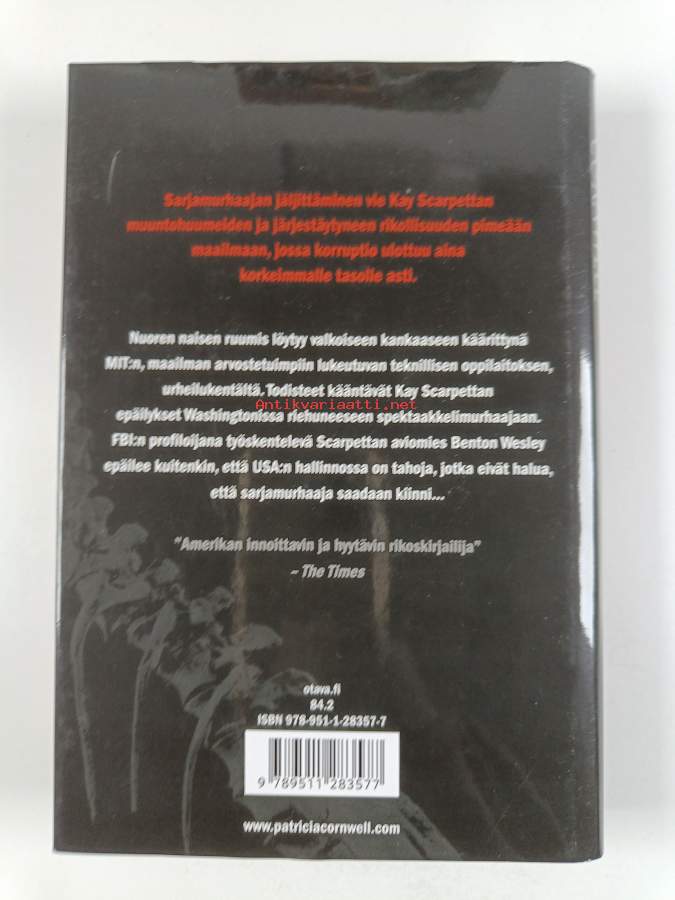 Sarjamurhaajan jäljittäminen vie Kay Scarpettan
muuntohuumeiden ja järjestäytyneen rikollisuuden pimeään
maailmaan, jossa korruptio ulottuu aina
korkeimmalle tasolle asti.
Nuoren naisen ruumis löytyy valkoiseen kankaaseen käärittynä
MIT:n, maailman arvostetuimpiin lukeutuvan teknillisen oppilaitoksen,
urheilukentältä. Todisteet kääntävät Kay Scarpettan
Antikvariaatti.net
epäilykset Washingtonissa riehuneeseen spektaakkelimurhaajaan.
FBI:n profiloijana työskentelevä Scarpettan aviomies Benton Wesley
epäilee kuitenkin, että USA:n hallinnossa on tahoja, jotka eivät halua,
että sarjamurhaaja saadaan kiinni...
"Amerikan innoittavin ja hyytävin rikoskirjailija"
– The Times
otava.fi
84.2
ISBN 978-951-1-28357-7
9 789511 283577
www.patriciacornwell.com